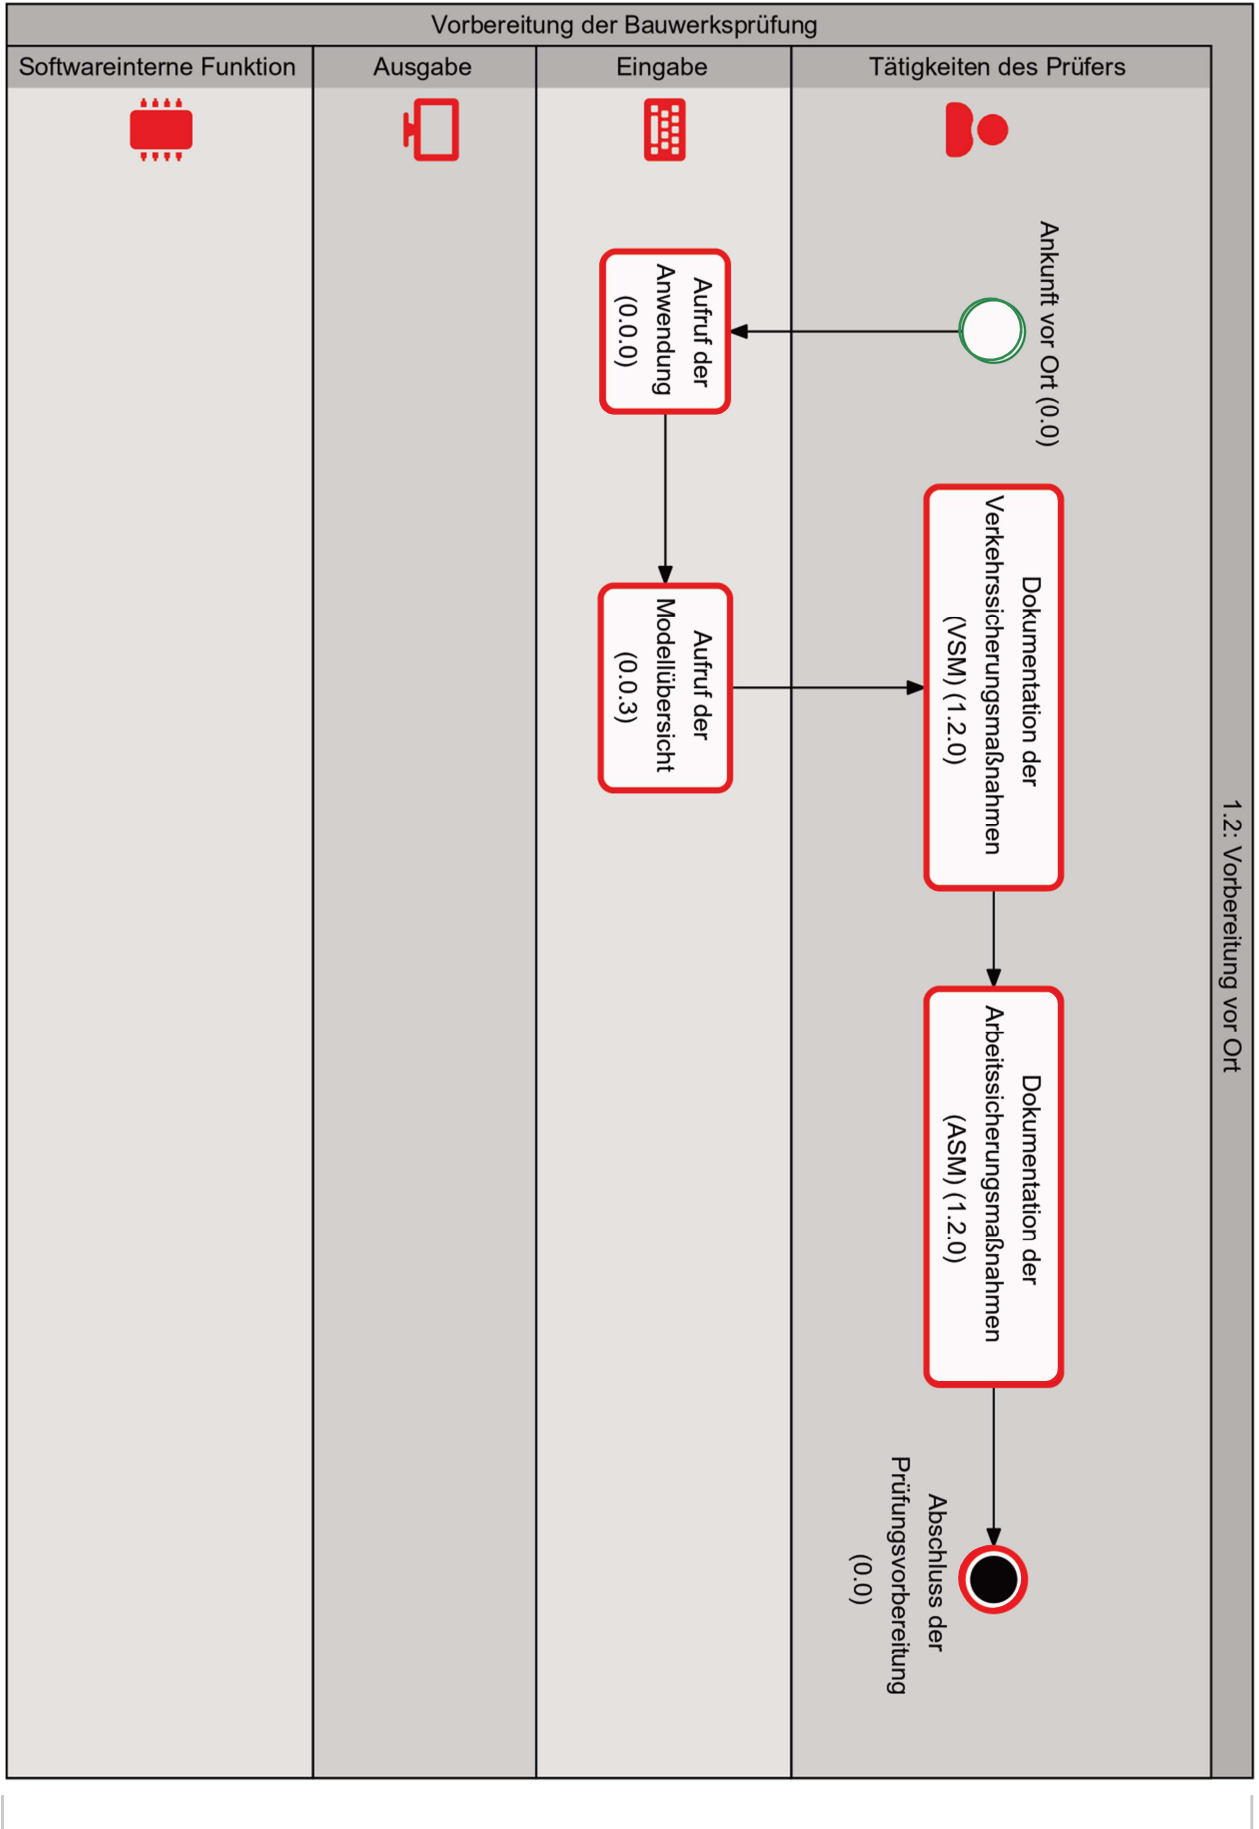 Vorbereitung der Bauwerksprüfung
1.2: Vorbereitung vor Ort
Softwareinterne Funktion
Ausgabe
Eingabe
Tätigkeiten des Prüfers
Ankunft vor Ort (0.0)
Aufruf der
Anwendung
(0.0.0)
Aufruf der
Modellübersicht
(0.0.3)
Dokumentation der
Verkehrssicherungsmaßnahmen
(VSM) (1.2.0)
Dokumentation der
Arbeitssicherungsmaßnahmen
(ASM) (1.2.0)
Abschluss der
Prüfungsvorbereitung
(0.0)